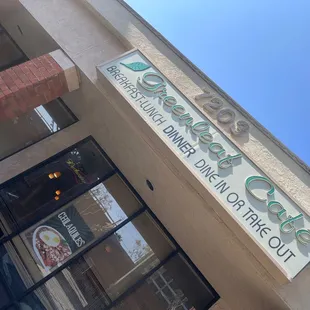 1203
Greenleaf Cafe
BREAKFAST·LUNCH DINNER DINE IN OR TAKE OUT
CHILAQUILES